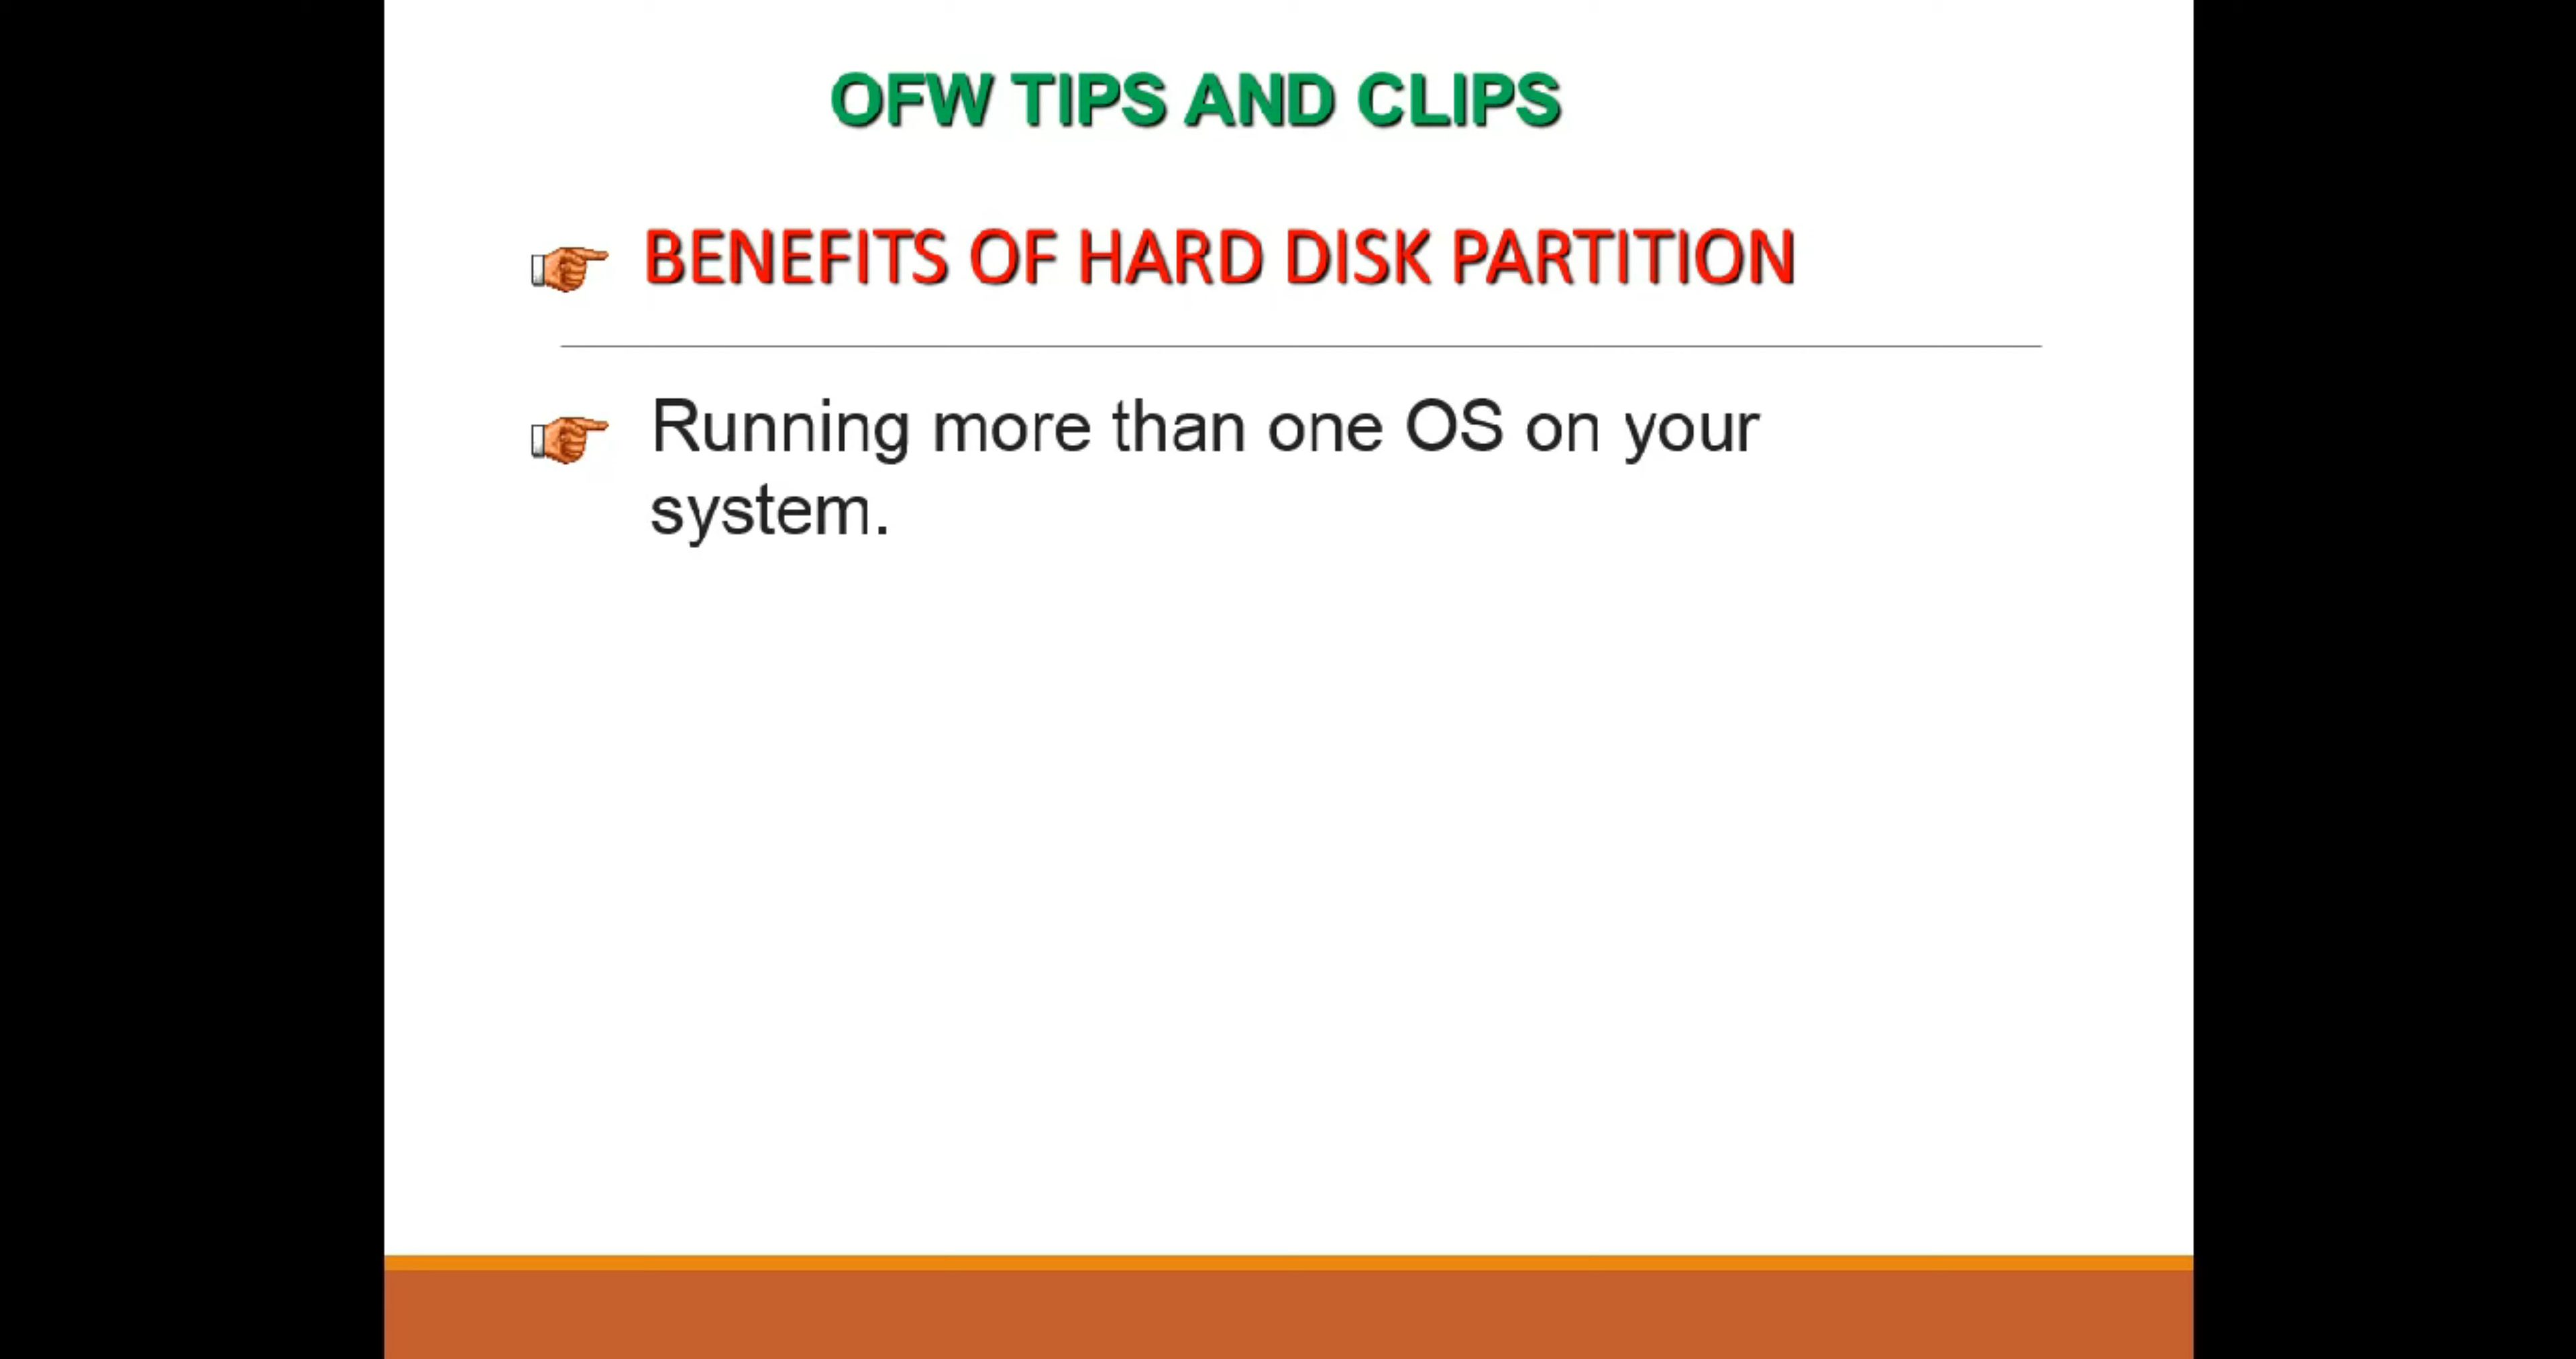 OFW TIPS AND CLIPS
BENEFITS OF HARD DISK PARTITION
Running more than one OS on your
system.